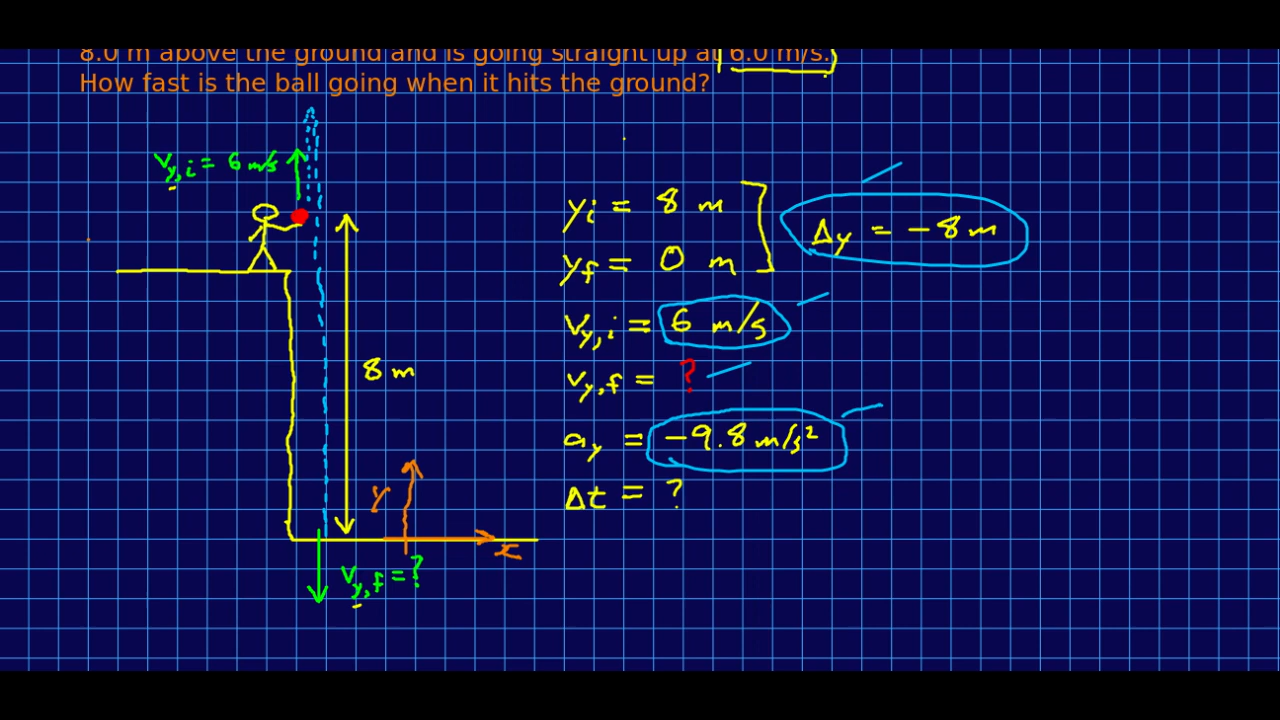 8.0 m above the ground and is going straight up at 6.0 m/s.
How fast is the ball going when it hits the ground?
Vy,i = 6 m/s
8 m
y
x
Vy,f = ?
yi = 8 m
yf = 0 m
Δy = -8 m
Vy,i = 6 m/s
Vy,f = ?
ay = -9.8 m/s²
Δt = ?